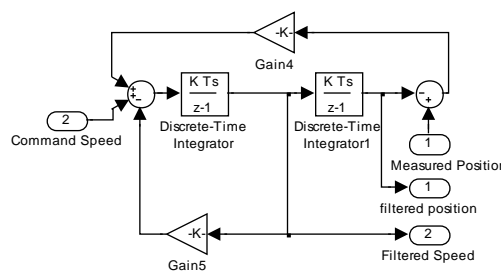 -K-
Gain4
K Ts
z-1
Discrete-Time
Integrator
K Ts
z-1
Discrete-Time
Integrator1
2
Command Speed
1
Measured Position
1
filtered position
2
Filtered Speed
-K-
Gain5